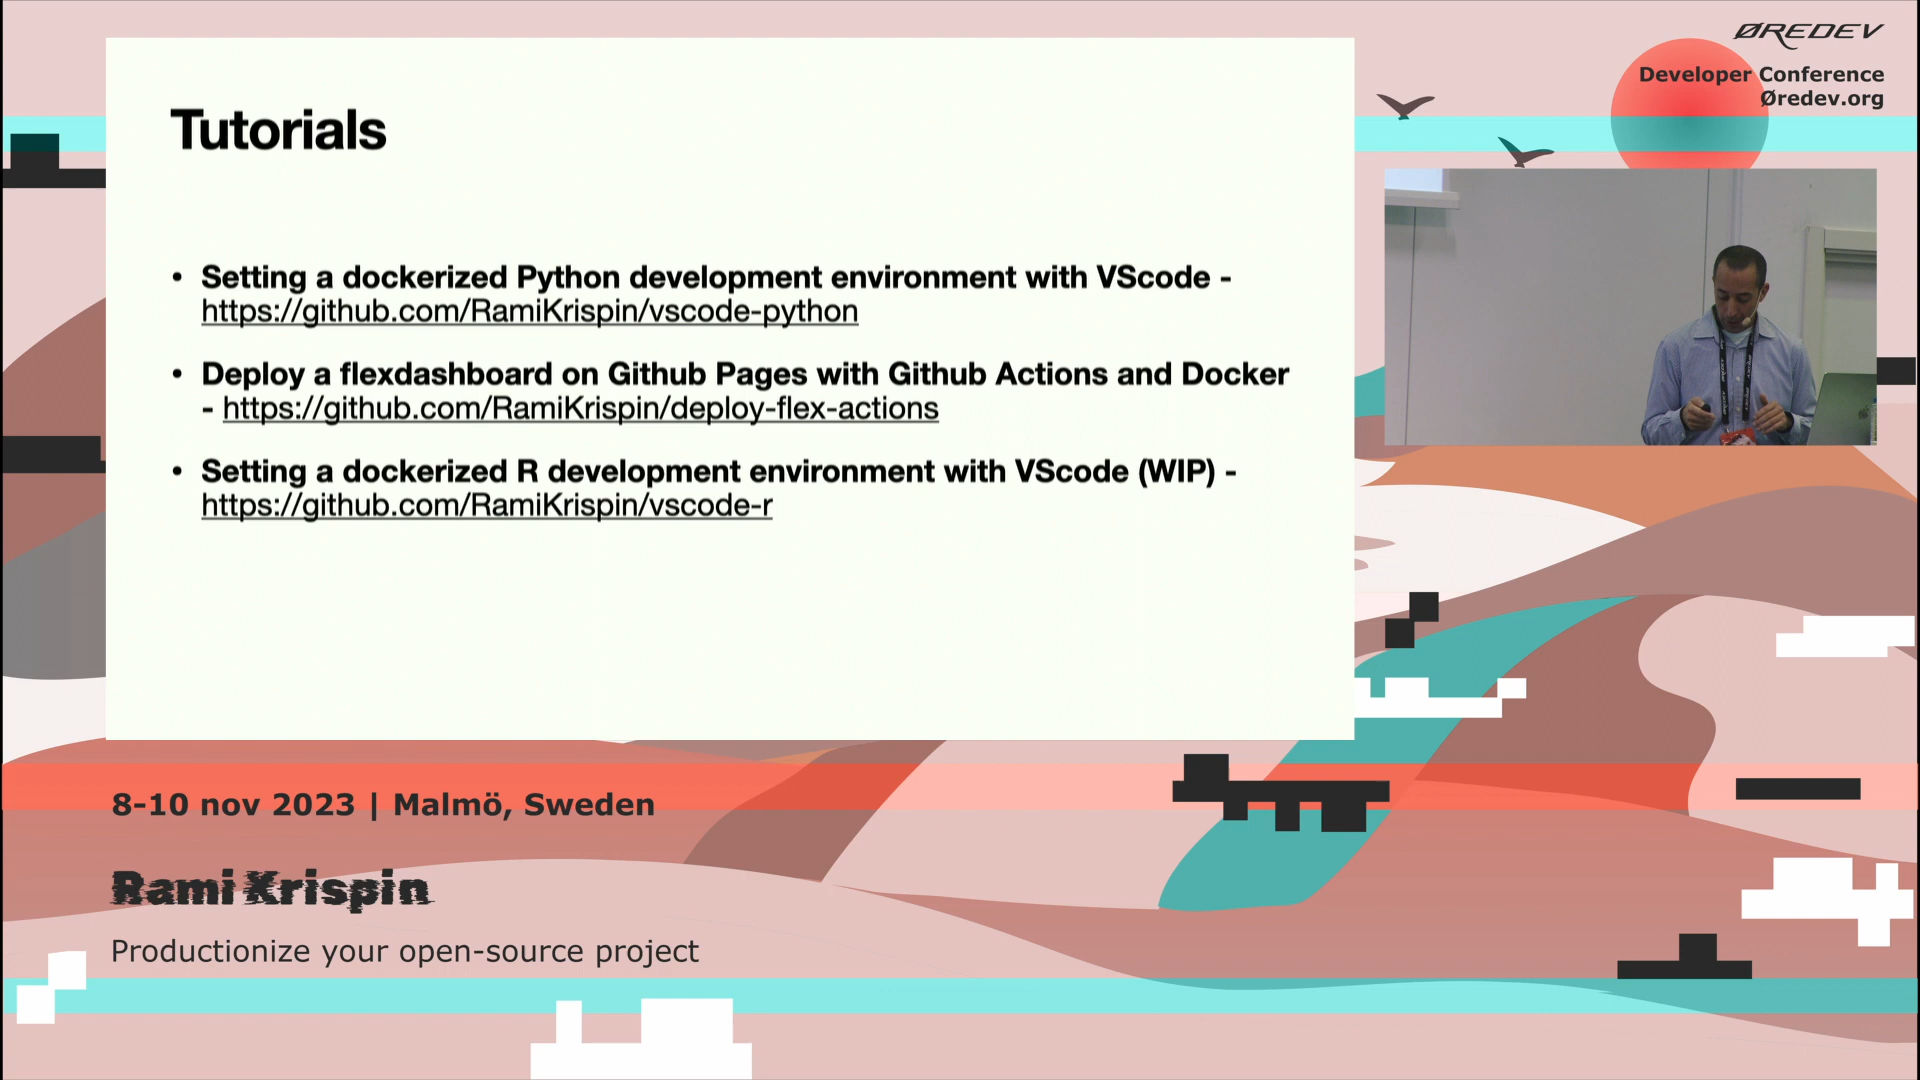 ØREDEV
Developer Conference
Øredev.org
Tutorials
• Setting a dockerized Python development environment with VScode -
https://github.com/RamiKrispin/vscode-python
• Deploy a flexdashboard on Github Pages with Github Actions and Docker
- https://github.com/RamiKrispin/deploy-flex-actions
• Setting a dockerized R development environment with VScode (WIP) -
https://github.com/RamiKrispin/vscode-r
8-10 nov 2023 | Malmö, Sweden
Rami Krispin
Productionize your open-source project